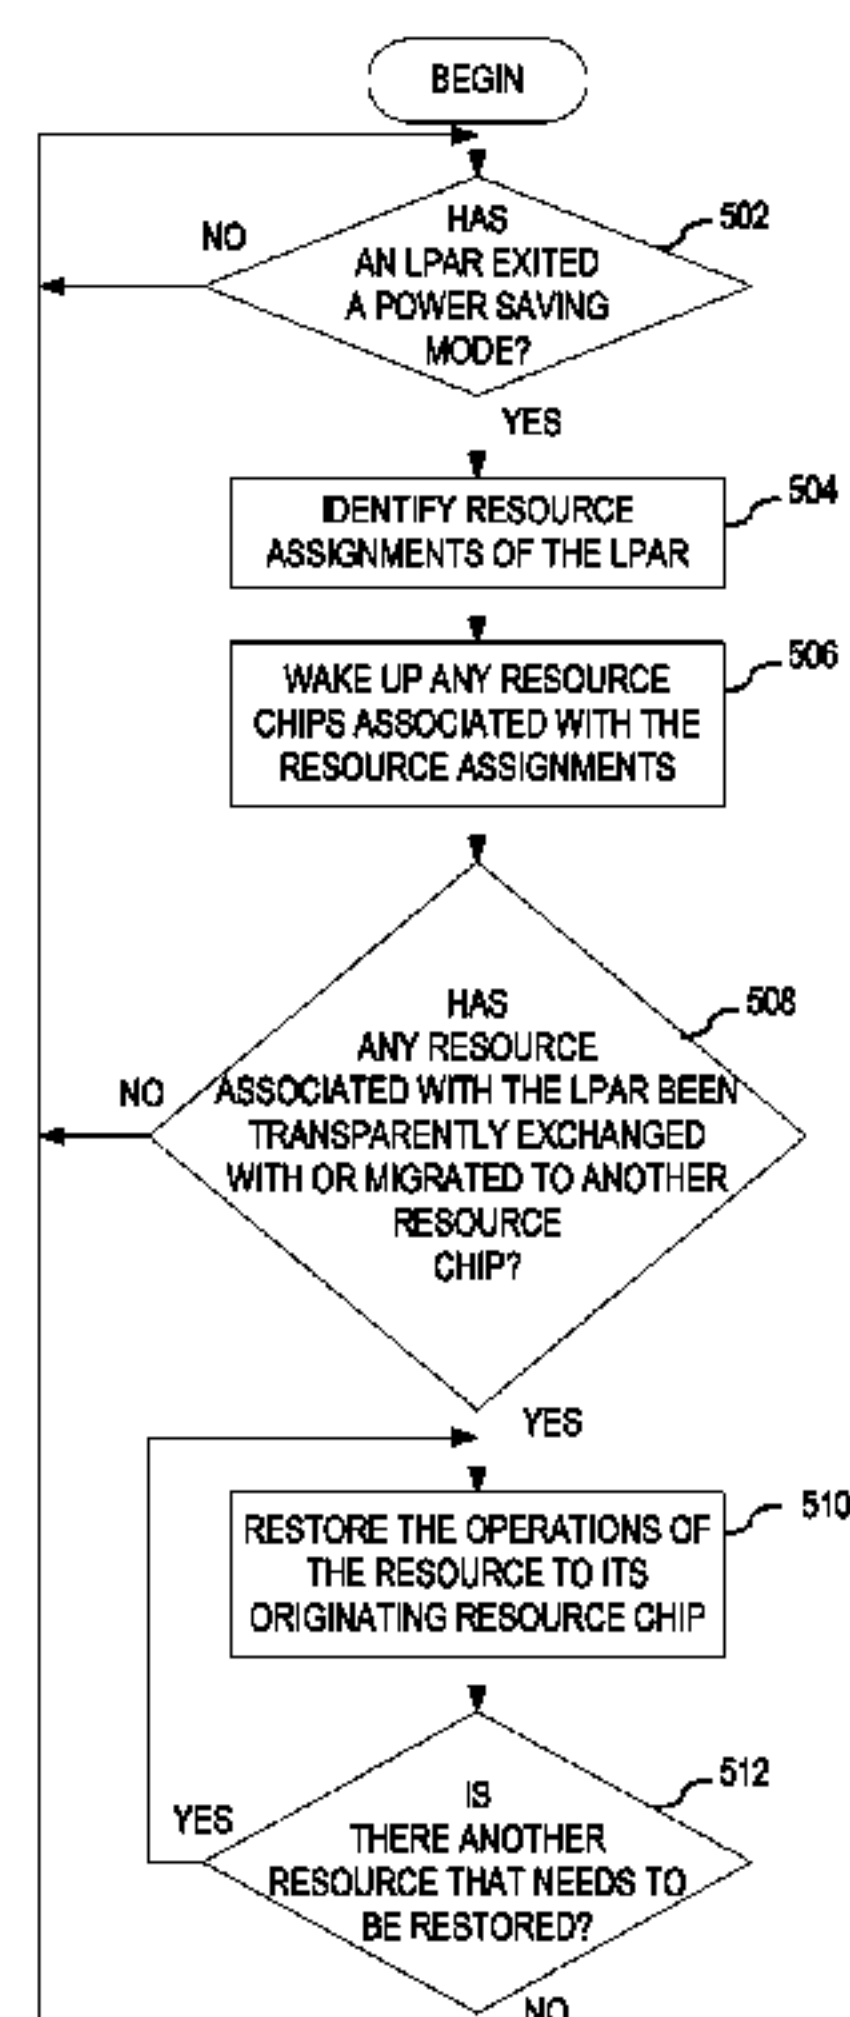 BEGIN
HAS
AN LPAR EXITED
A POWER SAVING
MODE?
502
NO
YES
IDENTIFY RESOURCE
ASSIGNMENTS OF THE LPAR
504
WAKE UP ANY RESOURCE
CHIPS ASSOCIATED WITH THE
RESOURCE ASSIGNMENTS
506
HAS
ANY RESOURCE
ASSOCIATED WITH THE LPAR BEEN
TRANSPARENTLY EXCHANGED
WITH OR MIGRATED TO ANOTHER
RESOURCE
CHIP?
508
NO
YES
RESTORE THE OPERATIONS OF
THE RESOURCE TO ITS
ORIGINATING RESOURCE CHIP
510
IS
THERE ANOTHER
RESOURCE THAT NEEDS TO
BE RESTORED?
512
YES
NO